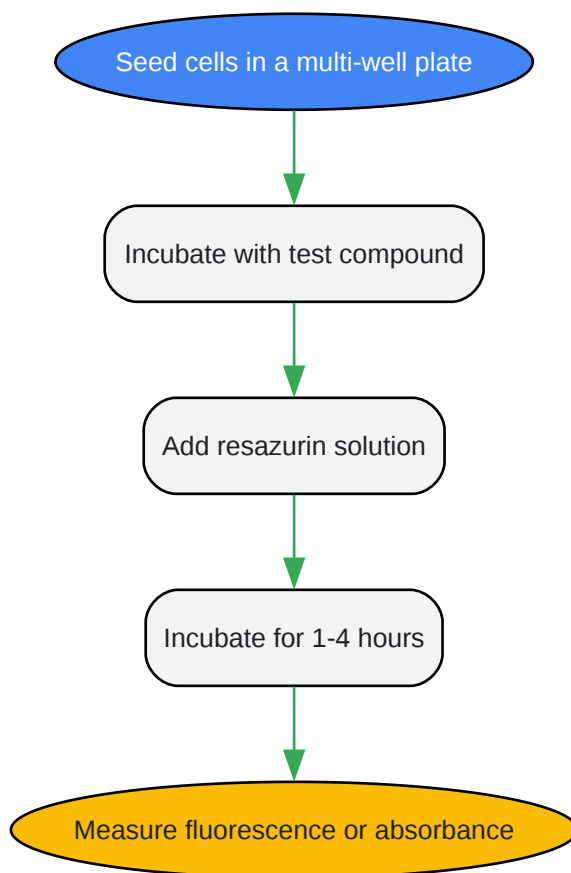 Seed cells in a multi-well plate
Incubate with test compound
Add resazurin solution
Incubate for 1-4 hours
Measure fluorescence or absorbance